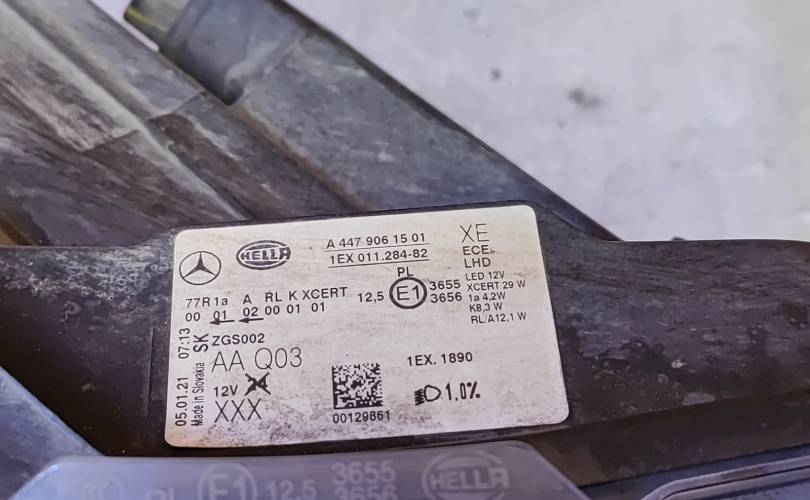 HELLA
A 447 906 15 01
1EX 011.284-82
XE
ECE
LHD
LED 12V
XCERT 29 W
1a 4,2W
K8,3 W
RL/A12,1 W
PL
12,5 E1 3655
3656
77R1a A RL K XCERT
00 01 02 00 01 01
ZGS002
AA Q03
12V
XXX
00129861
1EX. 1890
1.0%
05.01.21 07:13
Made in Slovakia SK
PL E1 12,5 3655
3656
HELLA